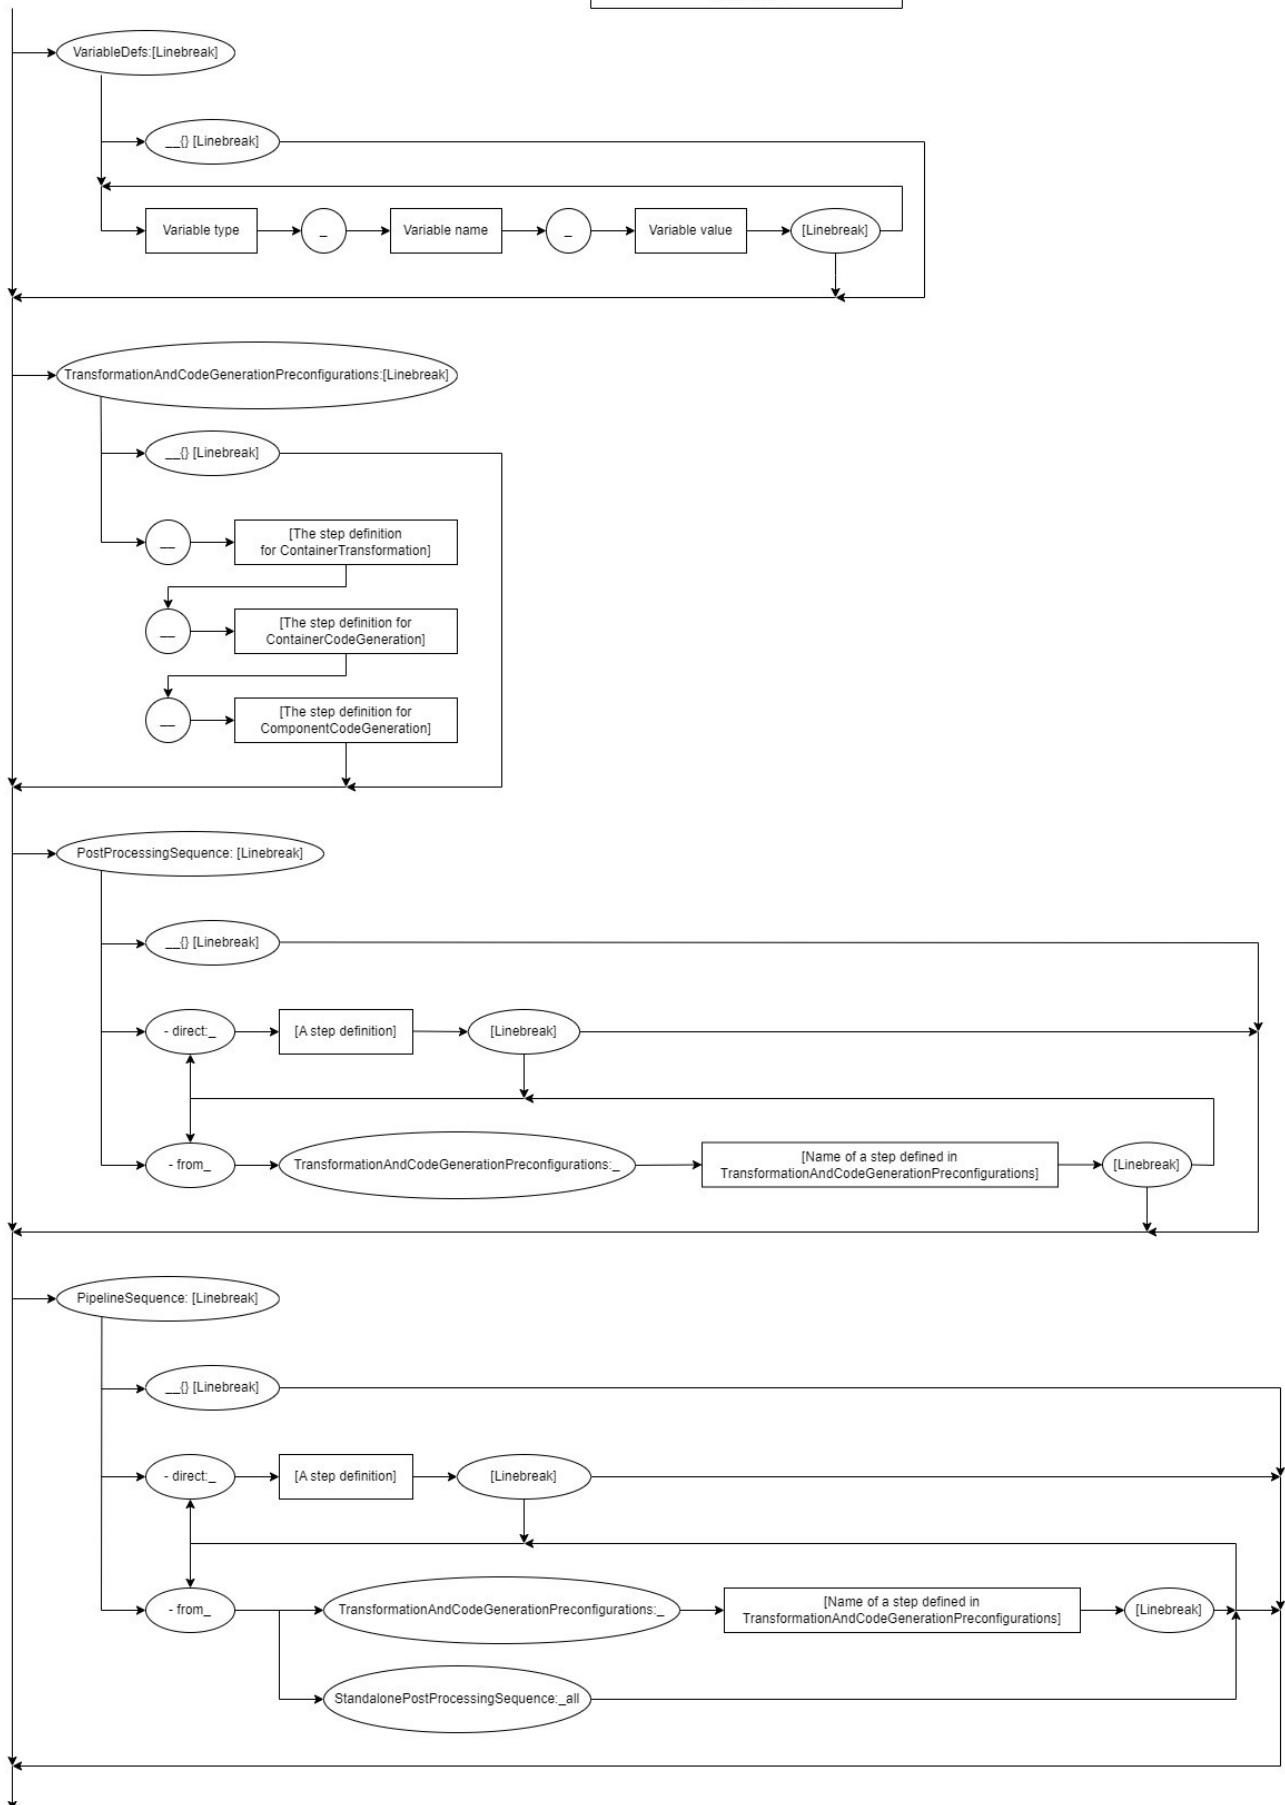 VariableDefs:[Linebreak]
__{} [Linebreak]
Variable type
_
Variable name
_
Variable value
[Linebreak]
TransformationAndCodeGenerationPreconfigurations:[Linebreak]
__{} [Linebreak]
__
[The step definition
for ContainerTransformation]
__
[The step definition for
ContainerCodeGeneration]
__
[The step definition for
ComponentCodeGeneration]
PostProcessingSequence: [Linebreak]
__{} [Linebreak]
- direct:_
[A step definition]
[Linebreak]
- from_
TransformationAndCodeGenerationPreconfigurations:_
[Name of a step defined in
TransformationAndCodeGenerationPreconfigurations]
[Linebreak]
PipelineSequence: [Linebreak]
__{} [Linebreak]
- direct:_
[A step definition]
[Linebreak]
- from_
TransformationAndCodeGenerationPreconfigurations:_
[Name of a step defined in
TransformationAndCodeGenerationPreconfigurations]
[Linebreak]
StandalonePostProcessingSequence:_all